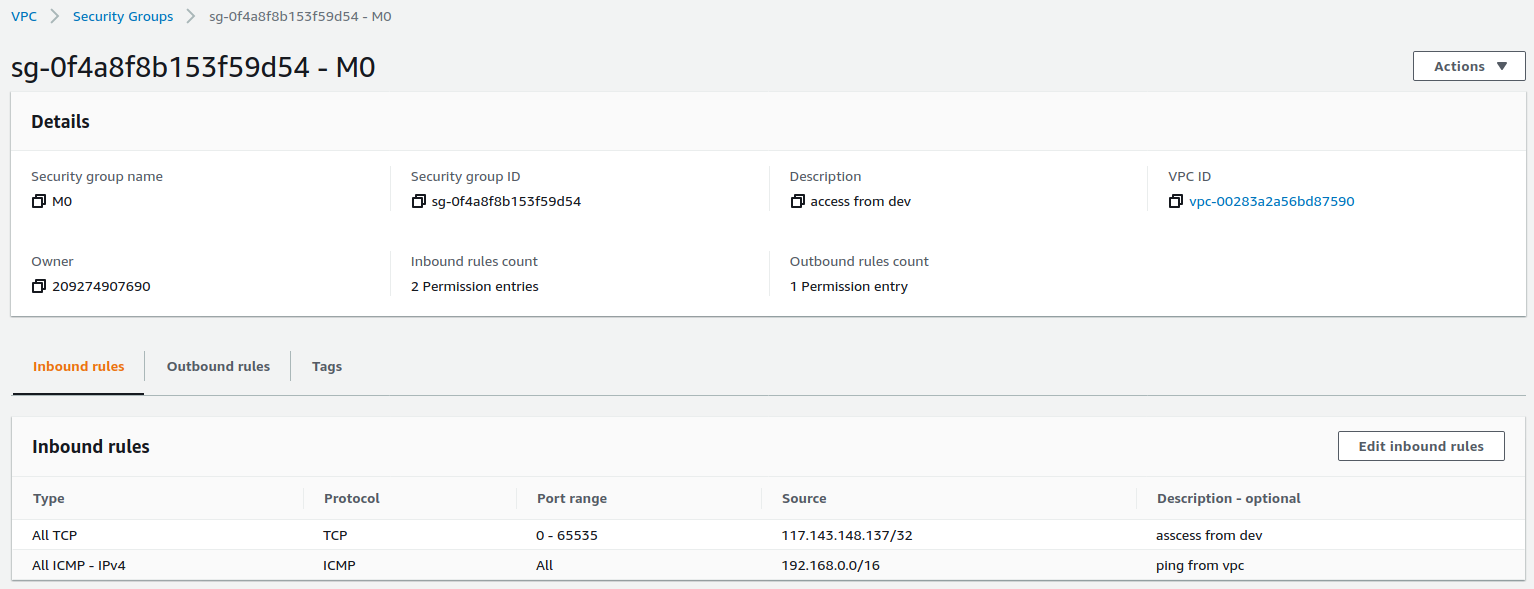 VPC Security Groups sg-0f4a8f8b153f59d54 - M0
sg-0f4a8f8b153f59d54 - M0
Actions
Details
Security group name Security group ID Description VPC ID
M0 sg-0f4a8f8b153f59d54 access from dev vpc-00283a2a56bd87590
Owner Inbound rules count Outbound rules count
209274907690 2 Permission entries 1 Permission entry
Inbound rules Outbound rules Tags
Inbound rules Edit inbound rules
Type Protocol Port range Source Description - optional
All TCP TCP 0 - 65535 117.143.148.137/32 asscess from dev
All ICMP - IPv4 ICMP All 192.168.0.0/16 ping from vpc